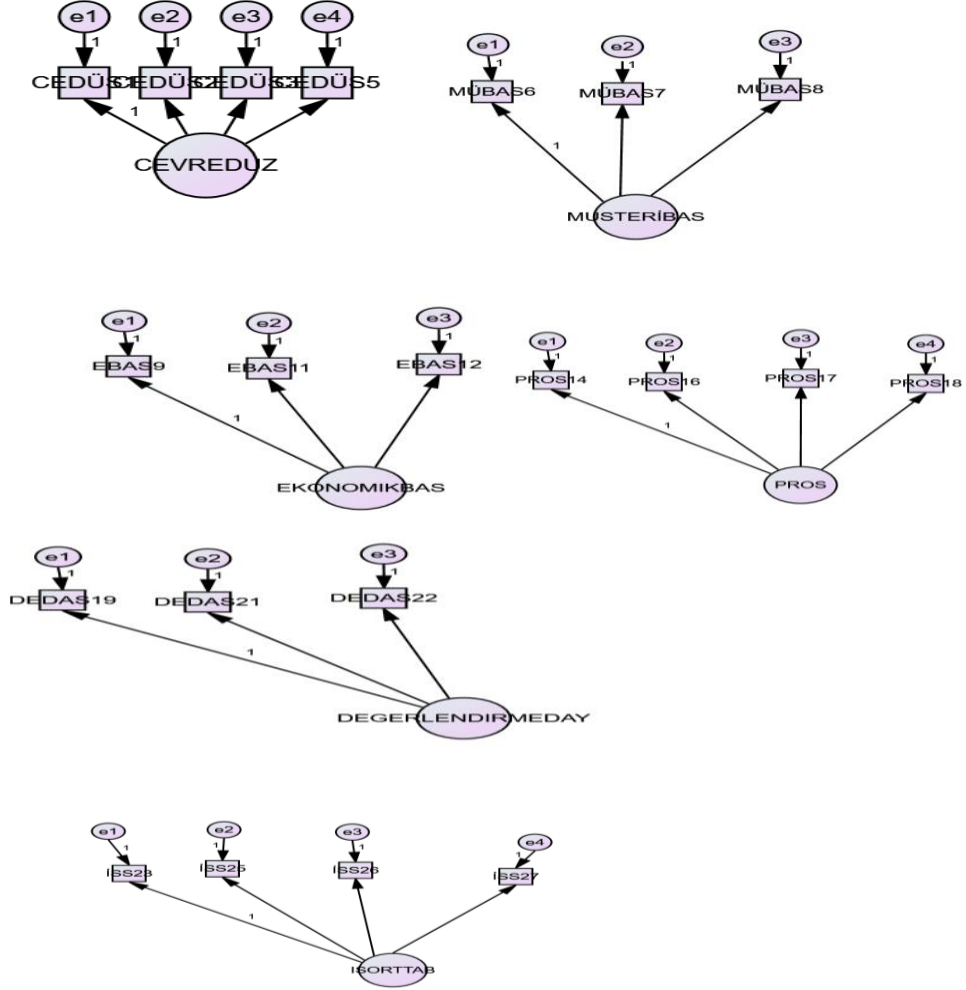 e1 e2 e3 e4
1 1 1 1
CEDÜS1 CEDÜS2 CEDÜS3 CEDÜS5
1
CEVREDUZ
e1 e2 e3
1 1 1
MÜBAS6 MÜBAS7 MÜBAS8
1
MUSTERİBAS
e1 e2 e3
1 1 1
EBAS9 EBAS11 EBAS12
1
EKONOMIKBAS
e1 e2 e3 e4
1 1 1 1
PROS14 PROS16 PROS17 PROS18
1
PROS
e1 e2 e3
1 1 1
DEDAS19 DEDAS21 DEDAS22
1
DEGERLENDIRMEDAY
e1 e2 e3 e4
1 1 1 1
İSS23 İSS25 İSS26 İSS27
1
ISORTTAB